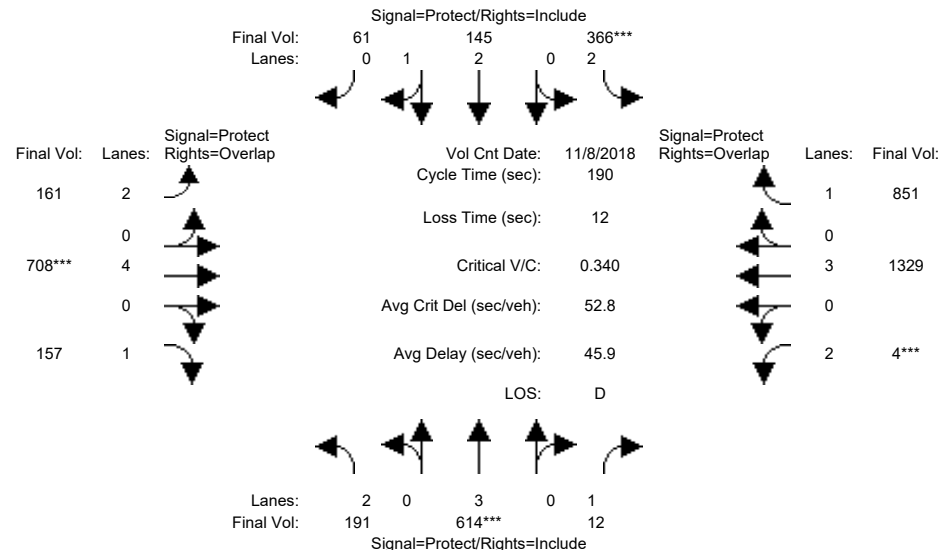 Signal=Protect/Rights=Include
Final Vol: 61 145 366***
Lanes: 0 1 2 0 2
Signal=Protect Signal=Protect
Final Vol: Lanes: Rights=Overlap Vol Cnt Date: 11/8/2018 Rights=Overlap Lanes: Final Vol:
Cycle Time (sec): 190
161 2 1 851
Loss Time (sec): 12
0 0
708*** 4 Critical V/C: 0.340 3 1329
0 Avg Crit Del (sec/veh): 52.8 0
157 1 Avg Delay (sec/veh): 45.9 2 4***
LOS: D
Lanes: 2 0 3 0 1
Final Vol: 191 614*** 12
Signal=Protect/Rights=Include